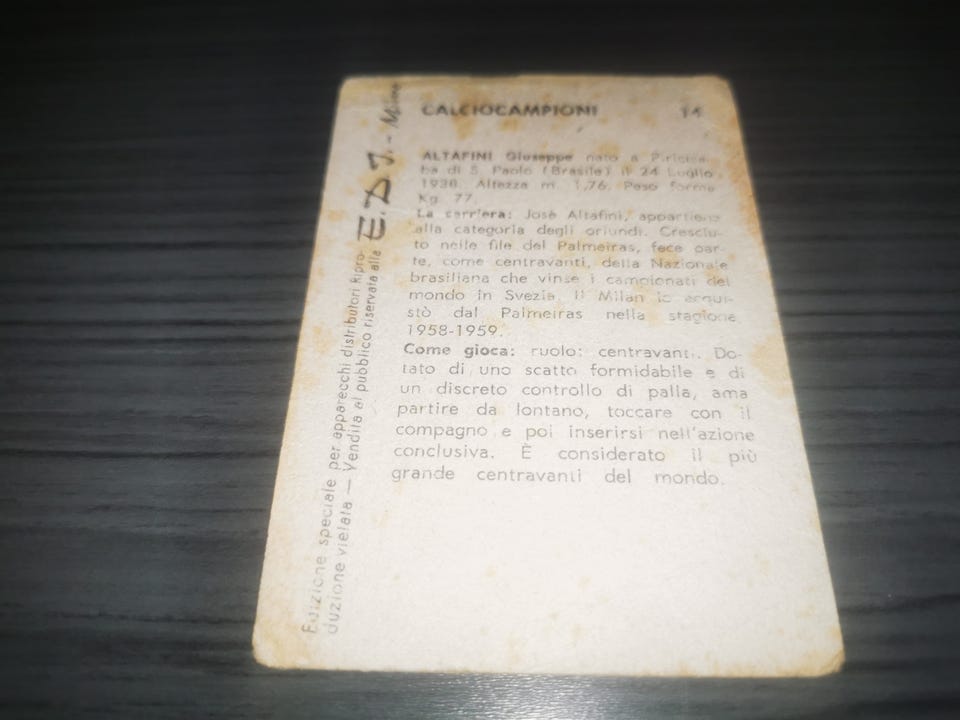 CALCIOCAMPIONI 14
ALTAFINI Giuseppe nato a Piricica-
ba di S. Paolo (Brasile) il 24 Luglio
1938. Altezza m. 1,76. Peso forma
Kg. 77.
La carriera: Josè Altafini, appartiene
alla categoria degli oriundi. Cresciu-
to nelle file del Palmeiras, fece par-
te, come centravanti, della Nazionale
brasiliana che vinse i campionati del
mondo in Svezia. Il Milan lo acqui-
stò dal Palmeiras nella stagione
1958-1959.
Come gioca: ruolo: centravanti. Do-
tato di uno scatto formidabile e di
un discreto controllo di palla, ama
partire da lontano, toccare con il
compagno e poi inserirsi nell'azione
conclusiva. È considerato il più
grande centravanti del mondo.
Edizione speciale per apparecchi distributori Ripro-
duzione vietata — Vendita al pubblico riservata alla E.D.I. - Milano